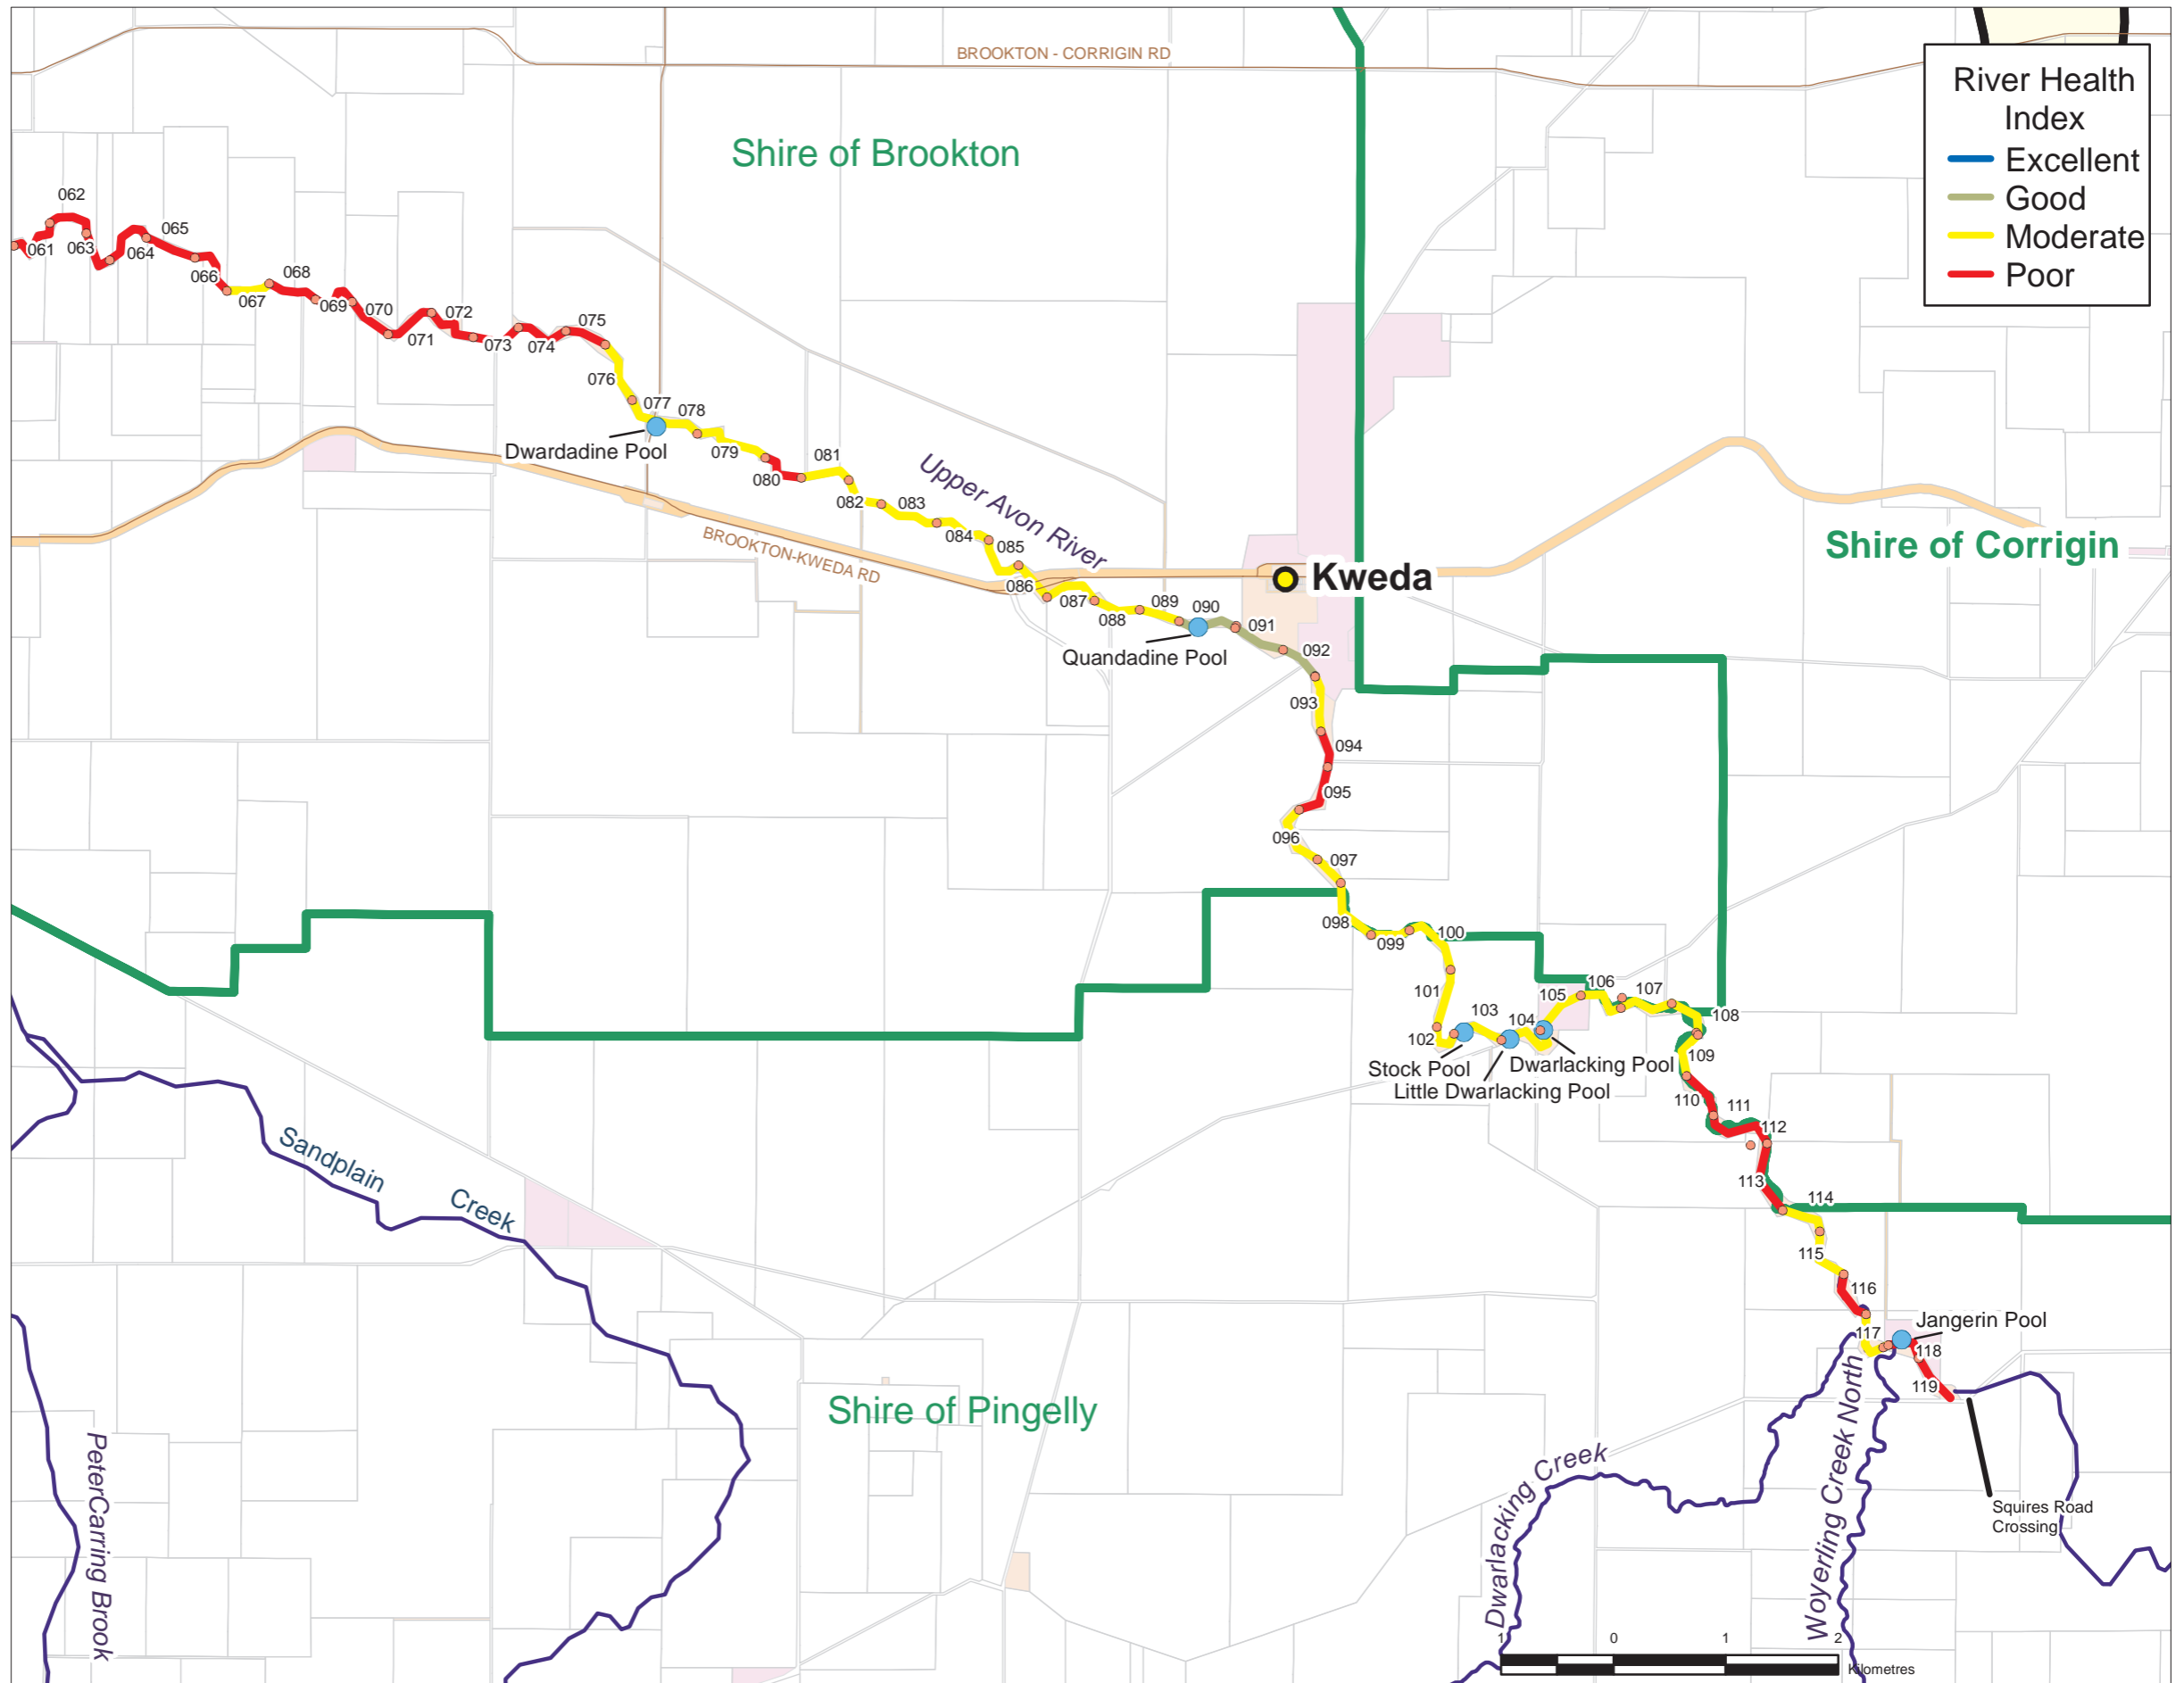 BROOKTON - CORRIGIN RD
River Health
Index
Excellent
Good
Moderate
Poor
Shire of Brookton
062
061
063
064
065
066
067
068
069
070
071
072
073
074
075
076
077
078
Dwardadine Pool
079
080
081
082
083
084
085
Upper Avon River
BROOKTON-KWEDA RD
Shire of Corrigin
Kweda
086
087
088
089
090
091
Quandadine Pool
092
093
094
095
096
097
098
099
100
101
102
103
104
105
106
107
108
Stock Pool
Dwarlacking Pool
Little Dwarlacking Pool
109
110
111
112
113
114
115
116
117
Jangerin Pool
118
119
Sandplain
Creek
Shire of Pingelly
PeterCarring Brook
Dwarlacking Creek
Woyerling Creek North
Squires Road
Crossing
1 0 1 2
Kilometres